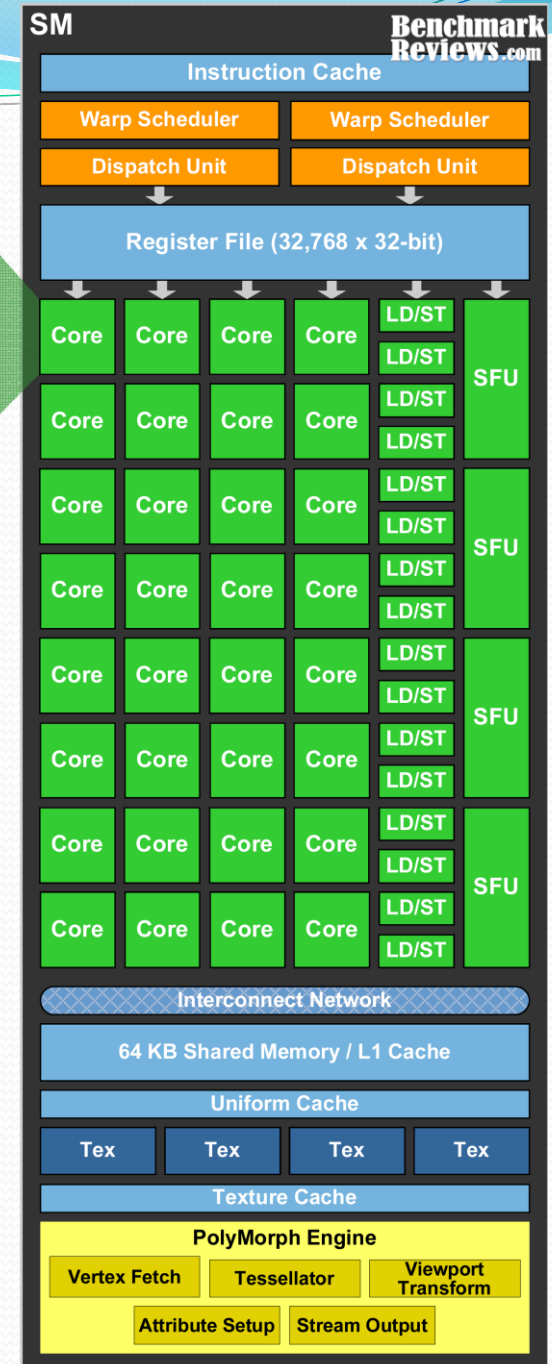 SM
Benchmark
Reviews.com
Instruction Cache
Warp Scheduler Warp Scheduler
Dispatch Unit Dispatch Unit
Register File (32,768 x 32-bit)
LD/ST
Core Core Core Core SFU
LD/ST
LD/ST
Core Core Core Core
LD/ST
LD/ST
Core Core Core Core SFU
LD/ST
LD/ST
Core Core Core Core
LD/ST
LD/ST
Core Core Core Core SFU
LD/ST
LD/ST
Core Core Core Core
LD/ST
LD/ST
Core Core Core Core SFU
LD/ST
LD/ST
Core Core Core Core
LD/ST
Interconnect Network
64 KB Shared Memory / L1 Cache
Uniform Cache
Tex Tex Tex Tex
Texture Cache
PolyMorph Engine
Vertex Fetch Tessellator Viewport
Transform
Attribute Setup Stream Output